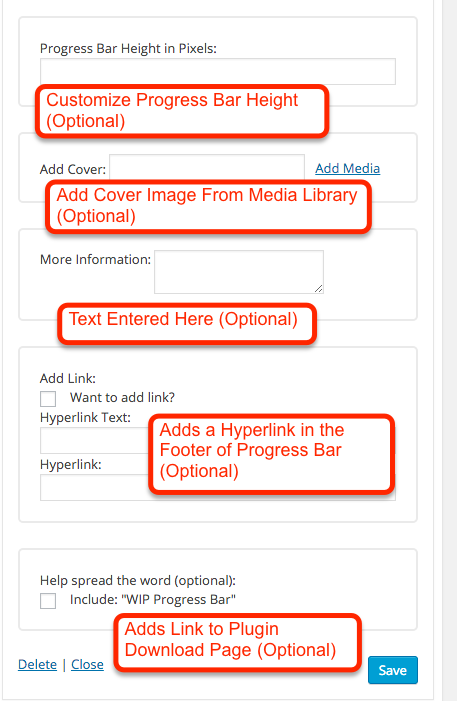 Progress Bar Height in Pixels:
Customize Progress Bar Height
(Optional)
Add Cover: Add Media
Add Cover Image From Media Library
(Optional)
More Information:
Text Entered Here (Optional)
Add Link:
Want to add link?
Hyperlink Text:
Adds a Hyperlink in the
Footer of Progress Bar
(Optional)
Hyperlink:
Help spread the word (optional):
Include: "WIP Progress Bar"
Adds Link to Plugin
Download Page (Optional)
Delete | Close
Save